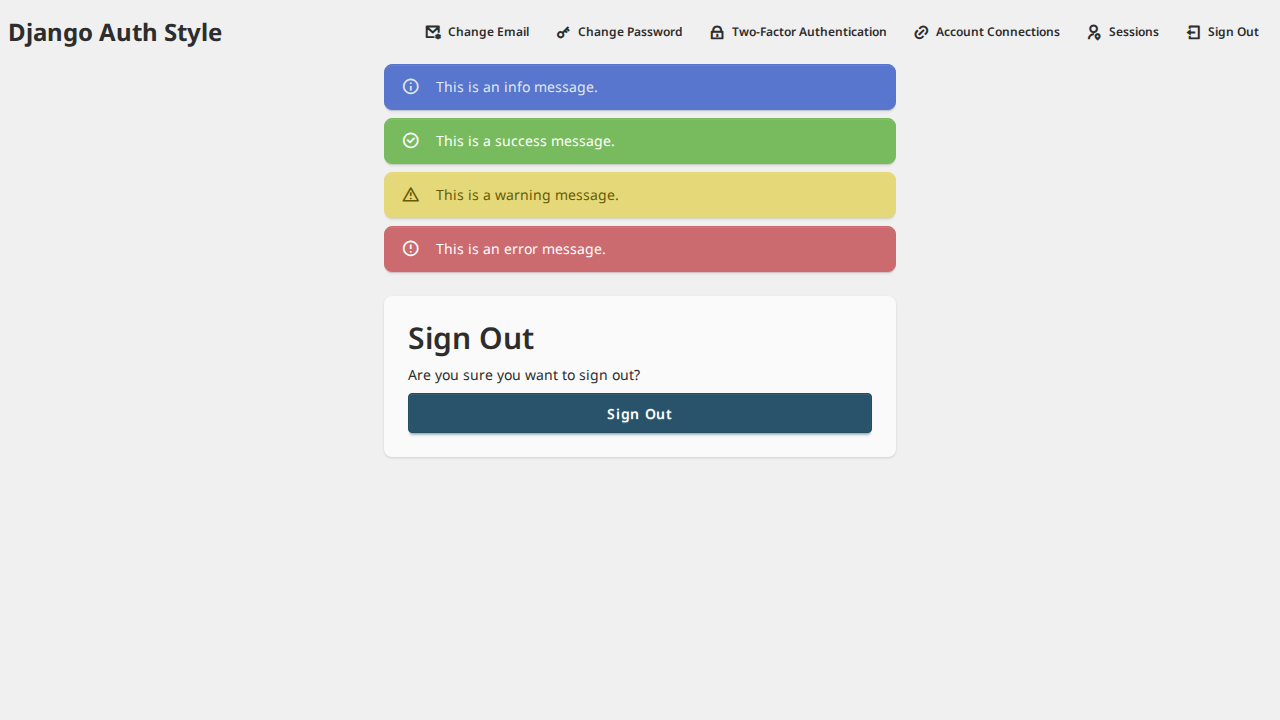 Django Auth Style
Change Email
Change Password
Two-Factor Authentication
Account Connections
Sessions
Sign Out
This is an info message.
This is a success message.
This is a warning message.
This is an error message.
Sign Out
Are you sure you want to sign out?
Sign Out